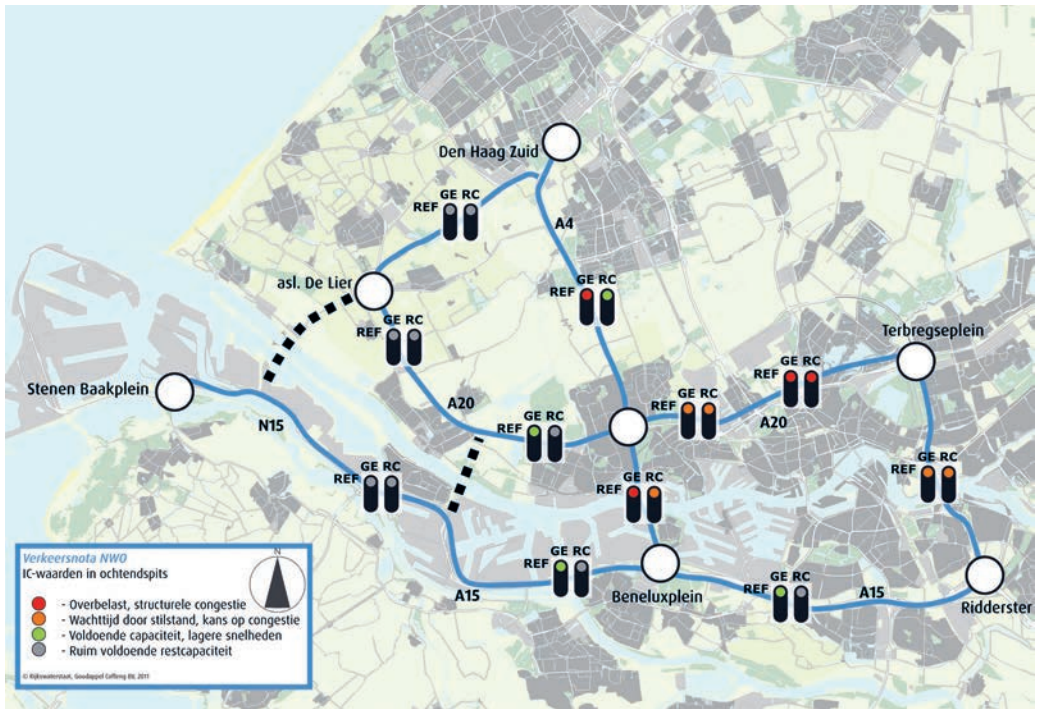 Den Haag Zuid
GE RC
REF
A4
asl. De Lier
GE RC
REF
GE RC
REF
Terbregseplein
Stenen Baakplein
GE RC
REF
A20
N15
A20
GE RC
REF
GE RC
REF
A20
GE RC
REF
GE RC
REF
GE RC
REF
GE RC
REF
A15
Beneluxplein
GE RC
REF
A15
Ridderster
Verkeersnota NWO
IC-waarden in ochtendspits
N
- Overbelast, structurele congestie
- Wachttijd door stilstand, kans op congestie
- Voldoende capaciteit, lagere snelheden
- Ruim voldoende restcapaciteit
© Rijkswaterstaat, Goudappel Coffeng BV, 2011